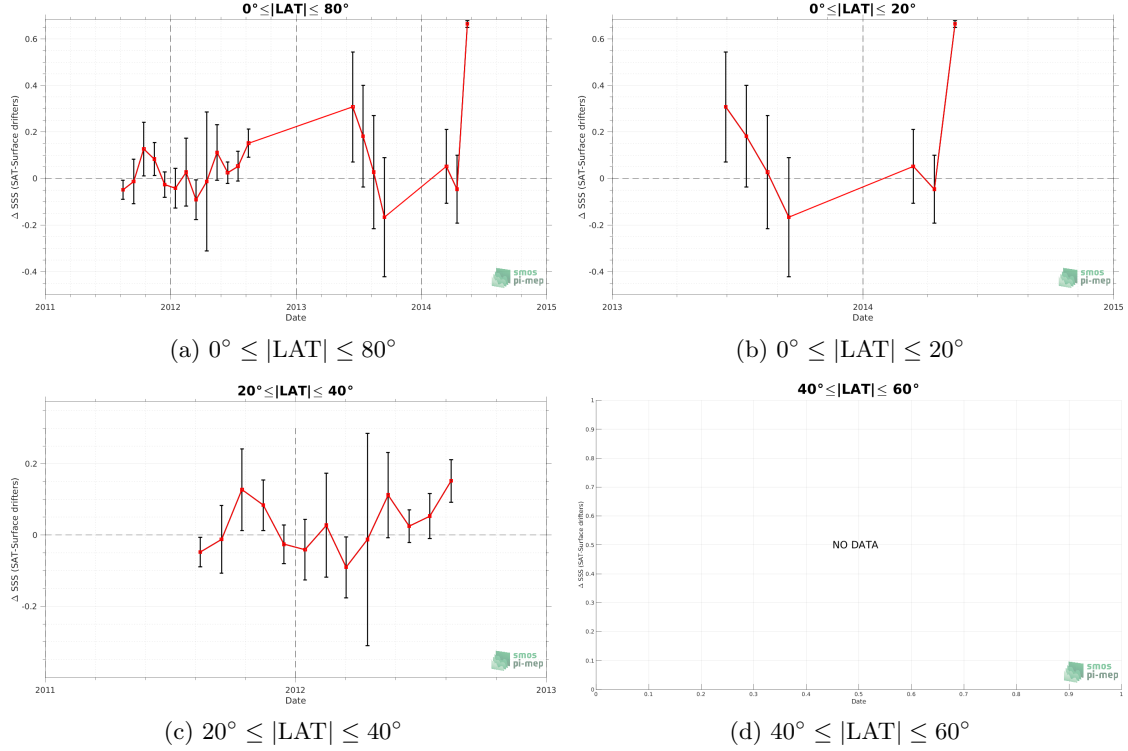 0°≤|LAT|≤ 80°
0.6
0.4
0.2
0
-0.2
-0.4
Δ SSS (SAT-Surface drifters)
2011
2012
2013
2014
2015
Date
smos
pi-mep
(a) 0° ≤ |LAT| ≤ 80°
0°≤|LAT|≤ 20°
0.6
0.4
0.2
0
-0.2
-0.4
Δ SSS (SAT-Surface drifters)
2013
2014
2015
Date
smos
pi-mep
(b) 0° ≤ |LAT| ≤ 20°
20°≤|LAT|≤ 40°
0.2
0
-0.2
Δ SSS (SAT-Surface drifters)
2011
2012
2013
Date
smos
pi-mep
(c) 20° ≤ |LAT| ≤ 40°
40°≤|LAT|≤ 60°
1
0.9
0.8
0.7
0.6
0.5
0.4
0.3
0.2
0.1
0
Δ SSS (SAT-Surface drifters)
NO DATA
0
0.1
0.2
0.3
0.4
0.5
0.6
0.7
0.8
0.9
1
Date
smos
pi-mep
(d) 40° ≤ |LAT| ≤ 60°